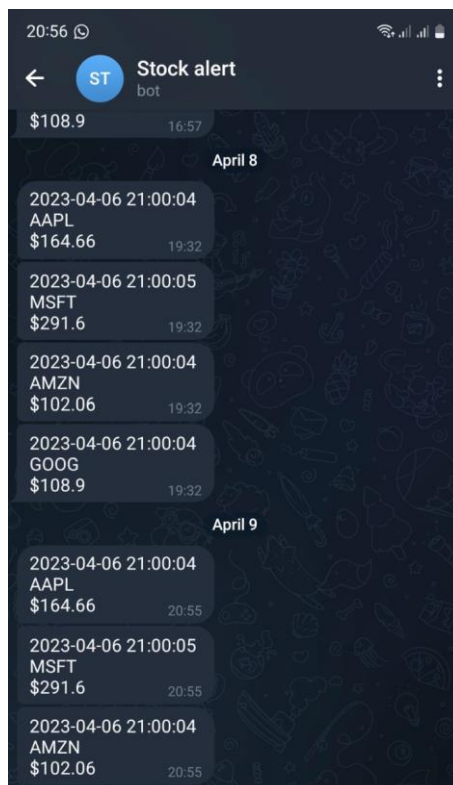 20:56
ST
Stock alert
bot
$108.9
16:57
April 8
2023-04-06 21:00:04
AAPL
$164.66
19:32
2023-04-06 21:00:05
MSFT
$291.6
19:32
2023-04-06 21:00:04
AMZN
$102.06
19:32
2023-04-06 21:00:04
GOOG
$108.9
19:32
April 9
2023-04-06 21:00:04
AAPL
$164.66
20:55
2023-04-06 21:00:05
MSFT
$291.6
20:55
2023-04-06 21:00:04
AMZN
$102.06
20:55